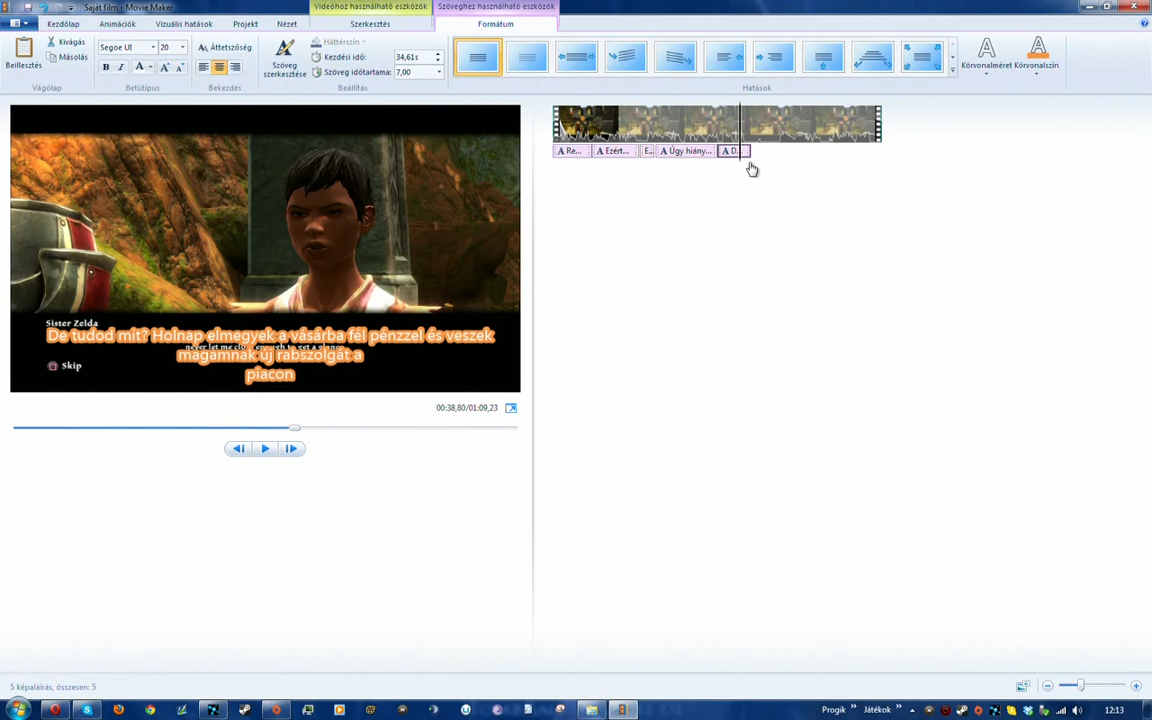 Saját film - Movie Maker
Videóhoz használható eszközök
Szöveghez használható eszközök
Kezdőlap
Animációk
Vizuális hatások
Projekt
Nézet
Szerkesztés
Formátum
Beillesztés
Kivágás
Másolás
Vágólap
Segoe UI
20
Áttetszőség
B I A A A
Betűtípus
Bekezdés
Szöveg
szerkesztése
Háttérszín
Kezdési idő: 34,61s
Szöveg időtartama: 7,00
Beállítás
Hatások
Körvonalméret
Körvonalszín
A Re...
A Ezért...
E...
A Úgy hiány...
A D...
Sister Zelda
De tudod mit? Holnap elmegyek a vásárba fél pénzzel és veszek
magamnak új rabszolgát a
piacon
Skip
00:38,80/01:09,23
5 képaláírás, összesen: 5
Progik
Játékok
12:13